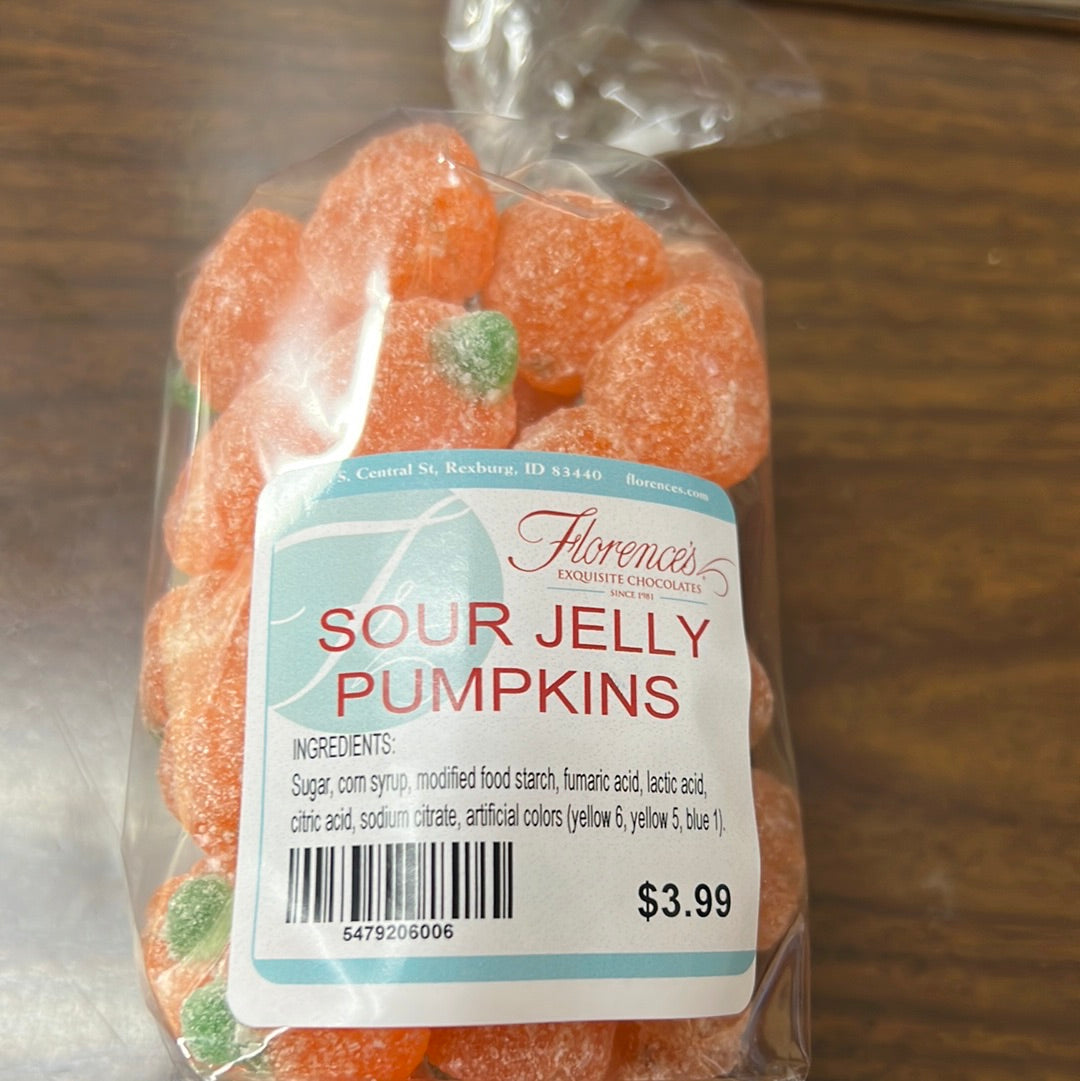 S. Central St, Rexburg, ID 83440 florences.com
Florence's
EXQUISITE CHOCOLATES
SINCE 1981
SOUR JELLY
PUMPKINS
INGREDIENTS:
Sugar, corn syrup, modified food starch, fumaric acid, lactic acid,
citric acid, sodium citrate, artificial colors (yellow 6, yellow 5, blue 1).
$3.99
5479206006